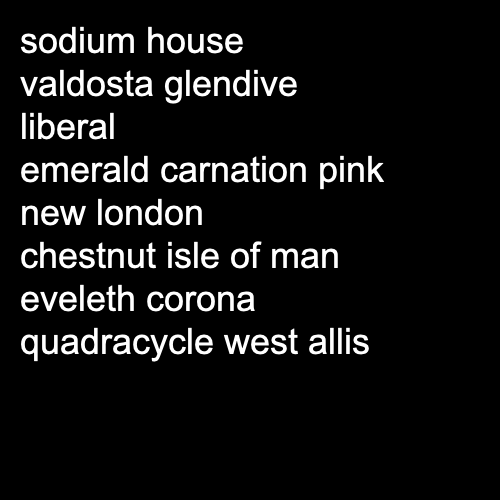 sodium house
valdosta glendive
liberal
emerald carnation pink
new london
chestnut isle of man
eveleth corona
quadracycle west allis